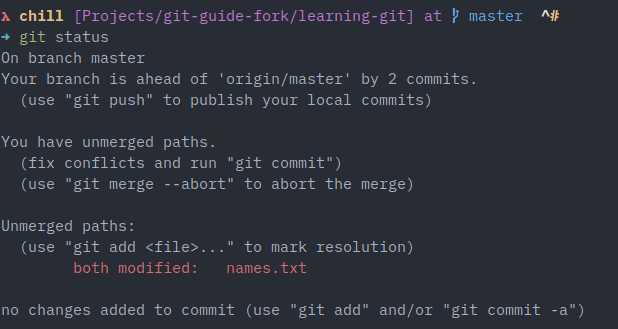 λ chill [Projects/git-guide-fork/learning-git] at  master  ^#
➜ git status
On branch master
Your branch is ahead of 'origin/master' by 2 commits.
  (use "git push" to publish your local commits)

You have unmerged paths.
  (fix conflicts and run "git commit")
  (use "git merge --abort" to abort the merge)

Unmerged paths:
  (use "git add <file>..." to mark resolution)
        both modified:   names.txt

no changes added to commit (use "git add" and/or "git commit -a")